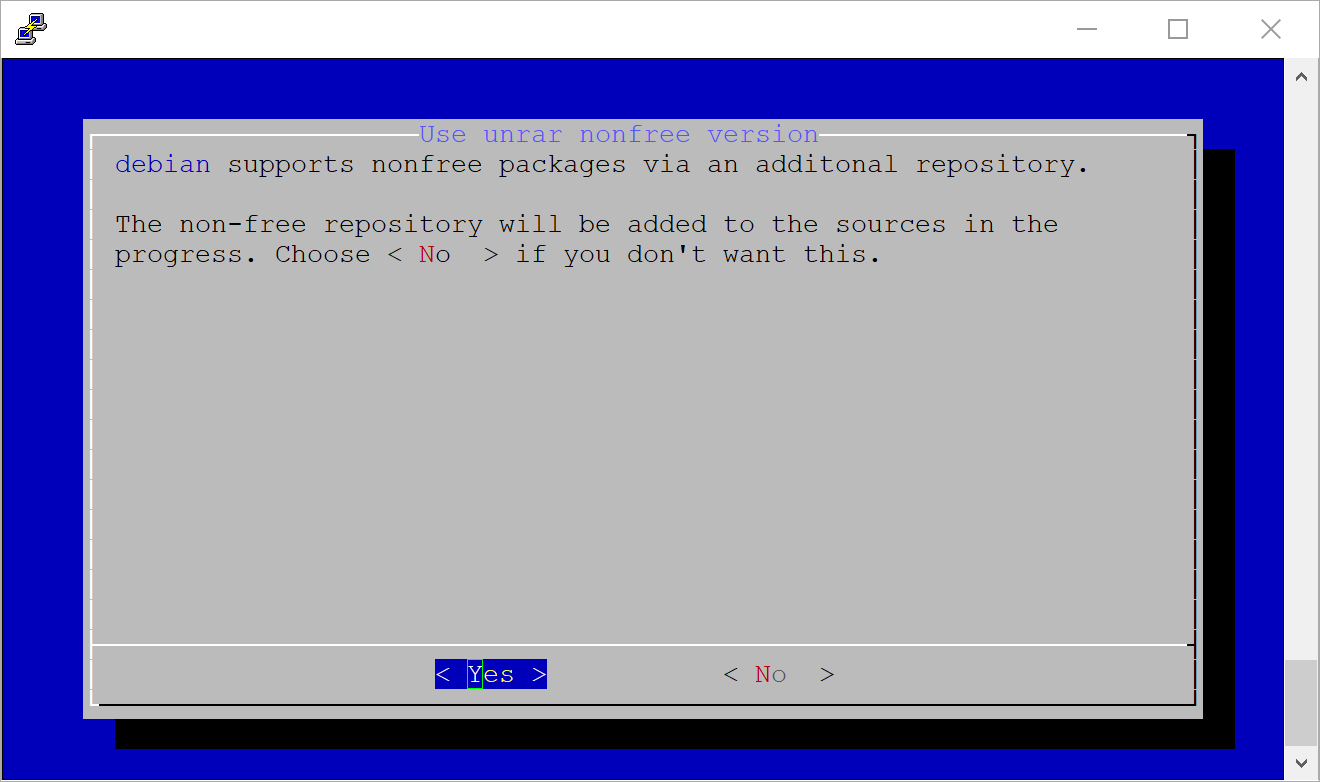 Use unrar nonfree version
debian supports nonfree packages via an additonal repository.
The non-free repository will be added to the sources in the
progress. Choose < No  > if you don't want this.
< Yes > < No  >